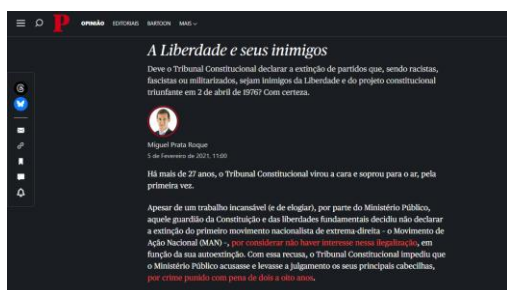 P OPINIÃO EDITORIAIS BARTOON MAIS
A Liberdade e seus inimigos
Deve o Tribunal Constitucional declarar a extinção de partidos que, sendo racistas,
fascistas ou militarizados, sejam inimigos da Liberdade e do projeto constitucional
triunfante em 2 de abril de 1976? Com certeza.
Miguel Prata Roque
5 de Fevereiro de 2021, 11:00
Há mais de 27 anos, o Tribunal Constitucional virou a cara e soprou para o ar, pela
primeira vez.
Apesar de um trabalho incansável (e de elogiar), por parte do Ministério Público,
aquele guardião da Constituição e das liberdades fundamentais decidiu não declarar
a extinção do primeiro movimento nacionalista de extrema-direita - o Movimento de
Ação Nacional (MAN) -, por considerar não haver interesse nessa ilegalização, em
função da sua autoextinção. Com essa recusa, o Tribunal Constitucional impediu que
o Ministério Público acusasse e levasse a julgamento os seus principais cabecilhas,
por crime punido com pena de dois a oito anos.